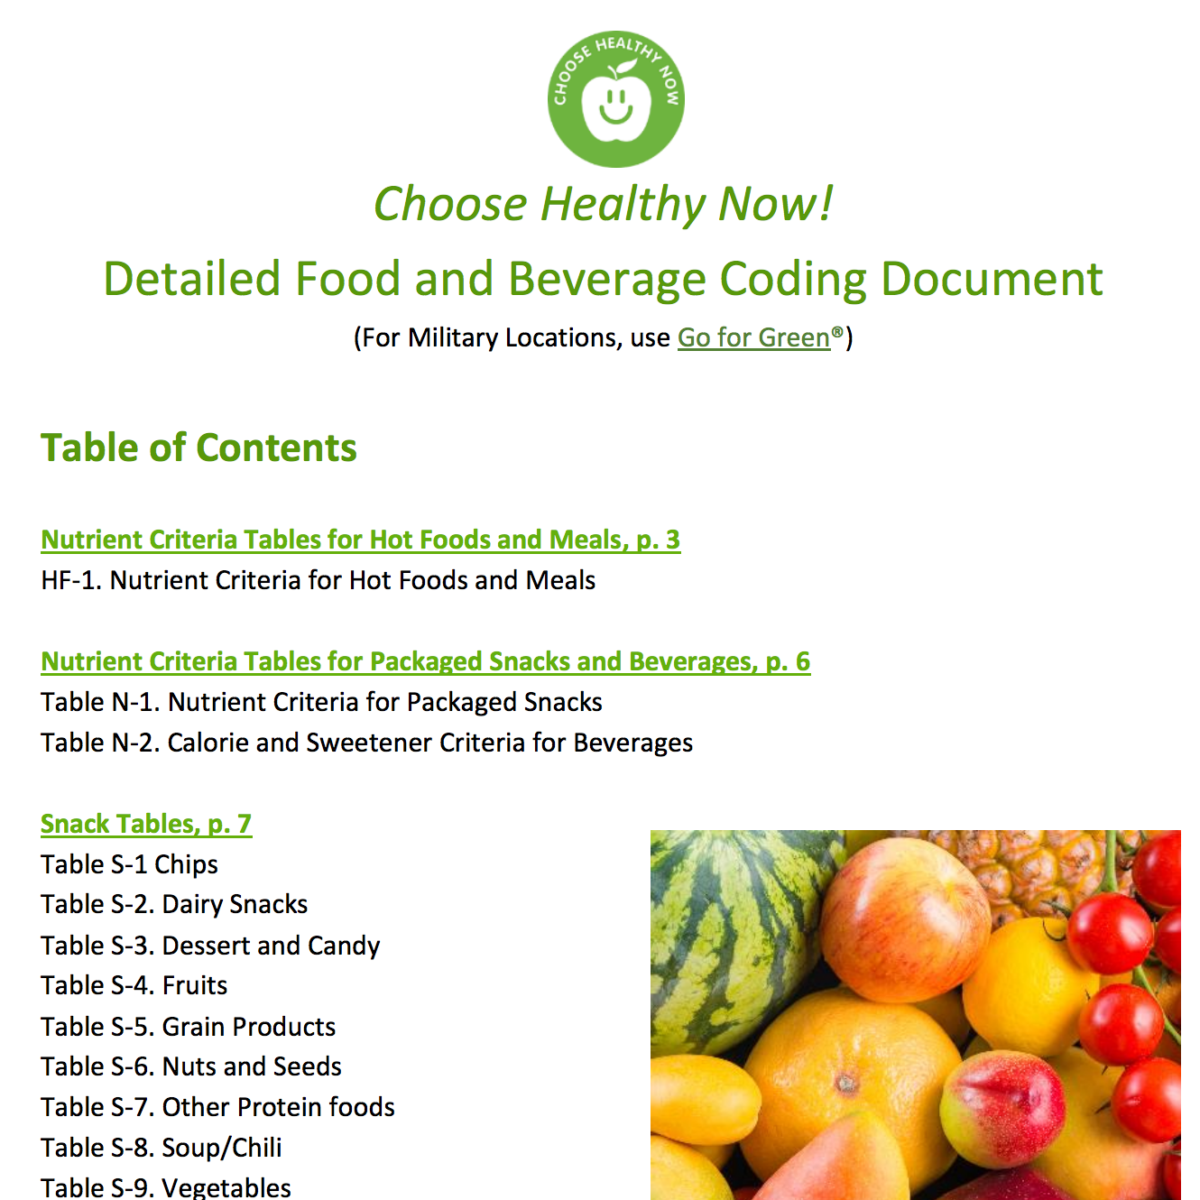 CHOOSE HEALTHY NOW
Choose Healthy Now!
Detailed Food and Beverage Coding Document
(For Military Locations, use Go for Green®)
Table of Contents
Nutrient Criteria Tables for Hot Foods and Meals, p. 3
HF-1. Nutrient Criteria for Hot Foods and Meals
Nutrient Criteria Tables for Packaged Snacks and Beverages, p. 6
Table N-1. Nutrient Criteria for Packaged Snacks
Table N-2. Calorie and Sweetener Criteria for Beverages
Snack Tables, p. 7
Table S-1 Chips
Table S-2. Dairy Snacks
Table S-3. Dessert and Candy
Table S-4. Fruits
Table S-5. Grain Products
Table S-6. Nuts and Seeds
Table S-7. Other Protein foods
Table S-8. Soup/Chili
Table S-9. Vegetables